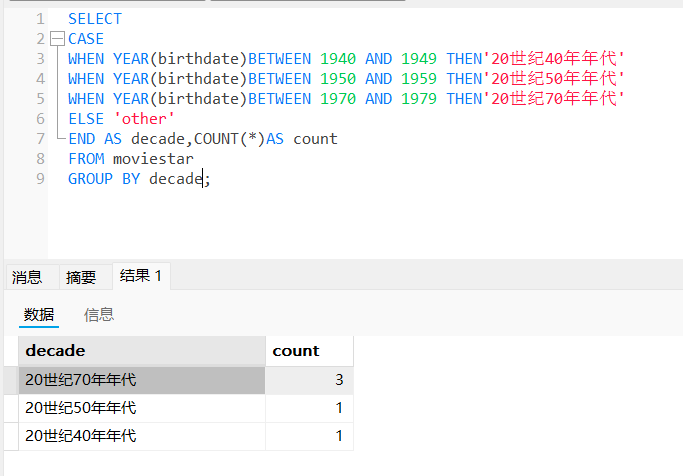 1 SELECT
2 CASE
3 WHEN YEAR(birthdate)BETWEEN 1940 AND 1949 THEN'20世纪40年年代'
4 WHEN YEAR(birthdate)BETWEEN 1950 AND 1959 THEN'20世纪50年年代'
5 WHEN YEAR(birthdate)BETWEEN 1970 AND 1979 THEN'20世纪70年年代'
6 ELSE 'other'
7 END AS decade,COUNT(*)AS count
8 FROM moviestar
9 GROUP BY decade;
消息 摘要 结果 1
数据 信息
decade count
20世纪70年年代 3
20世纪50年年代 1
20世纪40年年代 1